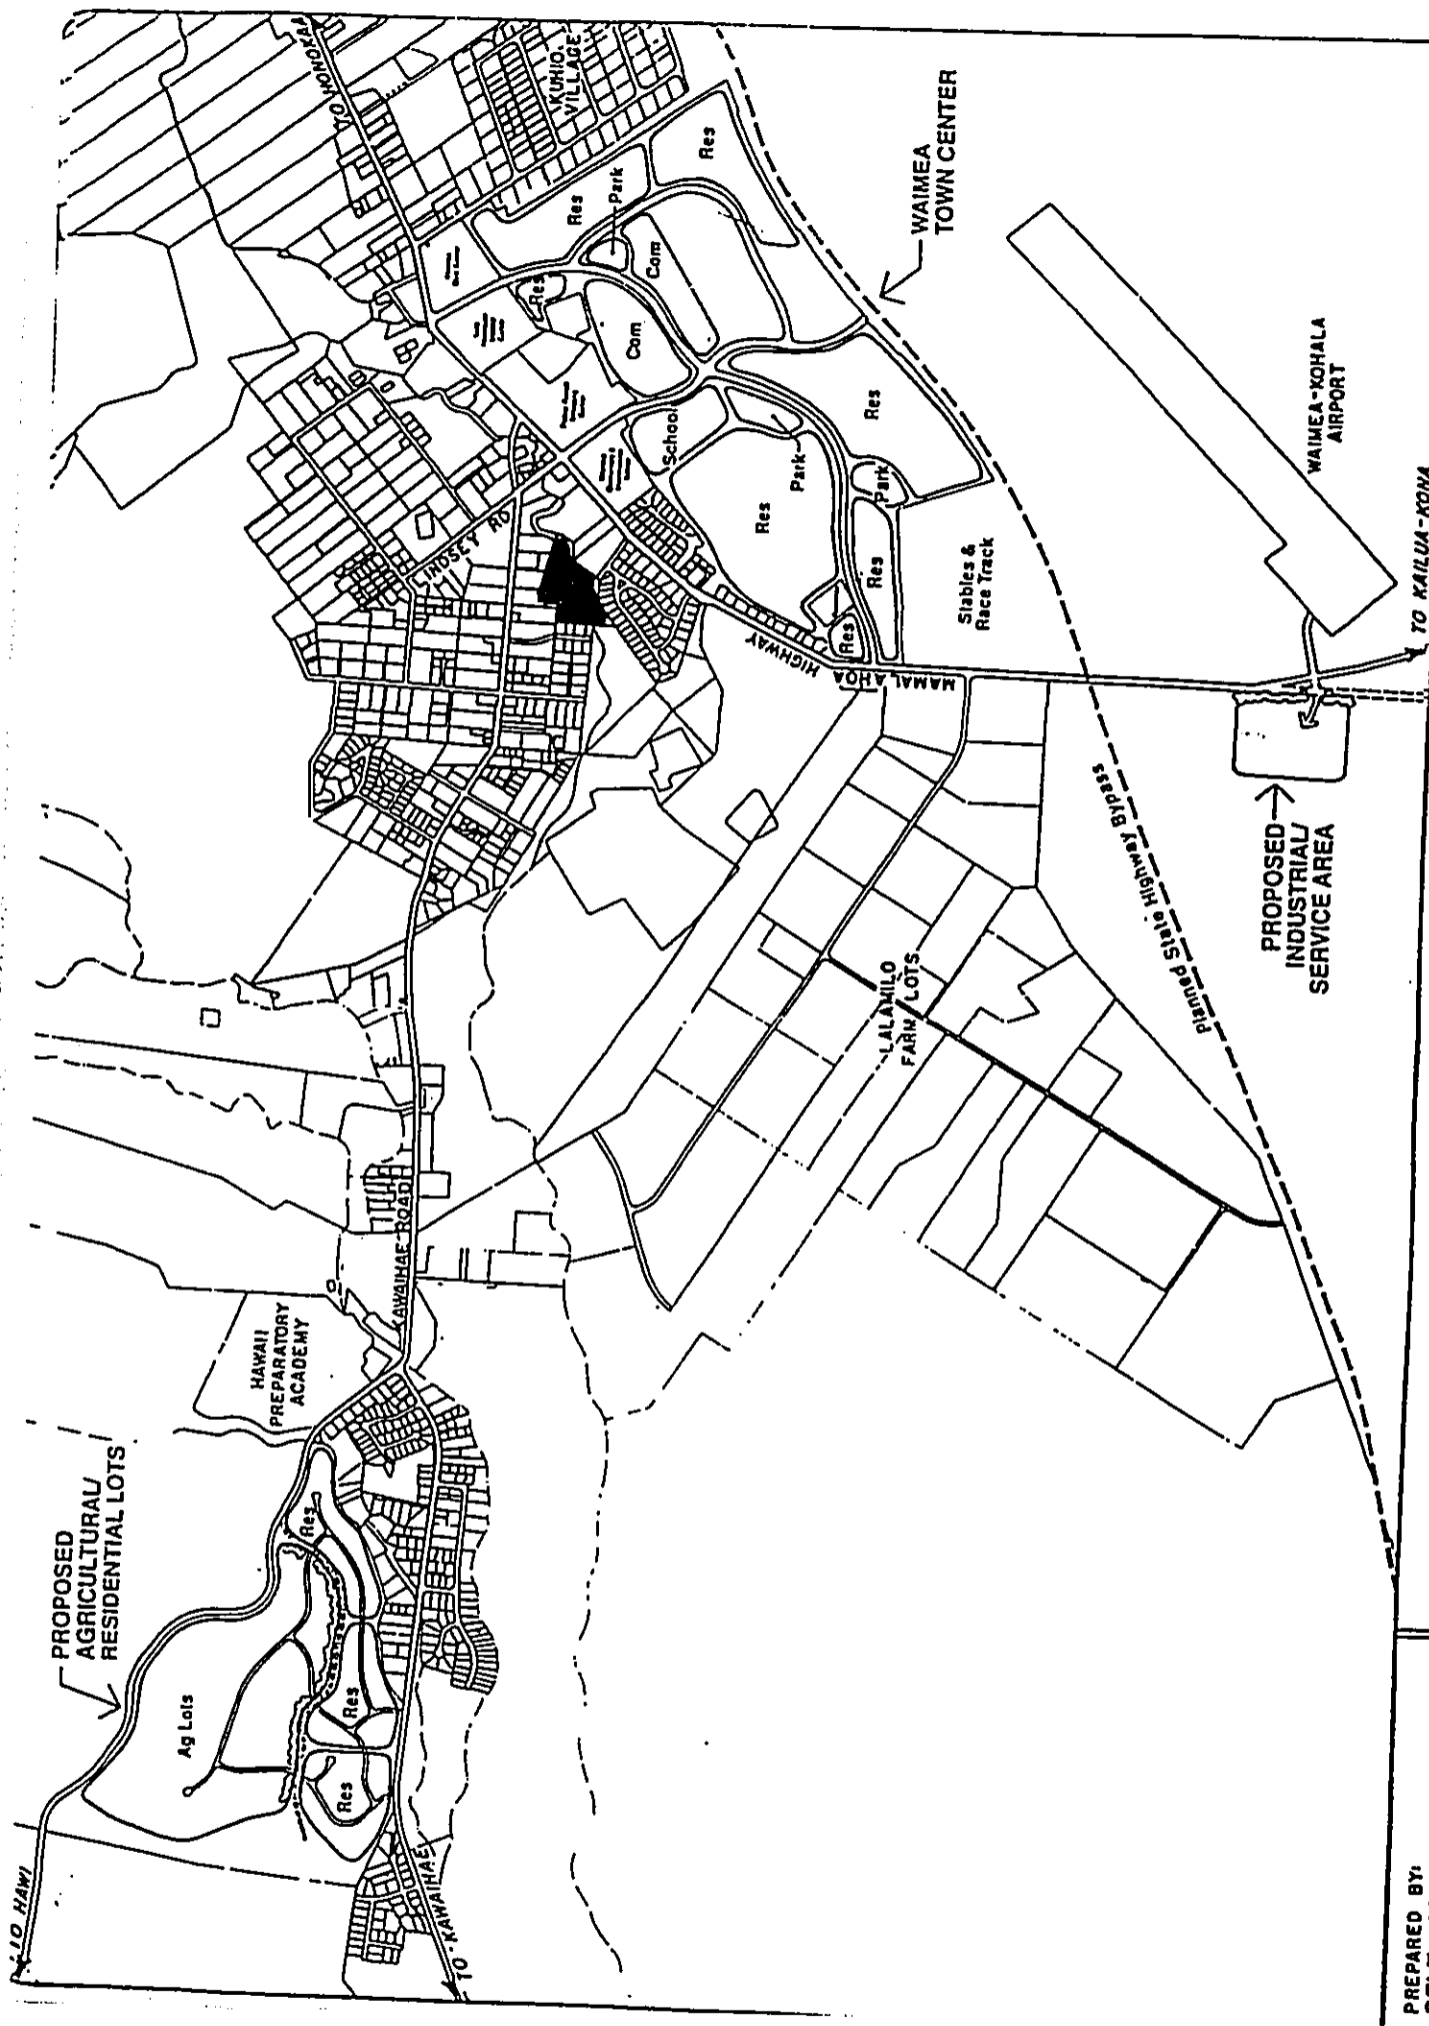 TO HAWI
PROPOSED
AGRICULTURAL/
RESIDENTIAL LOTS
Ag Lots
Res
Res
Res
TO KAWAIHAE
HAWAII
PREPARATORY
ACADEMY
KAWAIHAE ROAD
LALAMILO
FARM LOTS
Planned State Highway Bypass
PROPOSED
INDUSTRIAL/
SERVICE AREA
MAMALAHOA
HIGHWAY
LINDSEY RD
TO HONOKAA
KUHIO
VILLAGE
Res
Res
Park
Res
Com
Com
School
Park
Res
Res
Park
Res
Res
Stables &
Race Track
WAIMEA
TOWN CENTER
WAIMEA-KOHALA
AIRPORT
TO KAILUA-KONA
PREPARED BY: